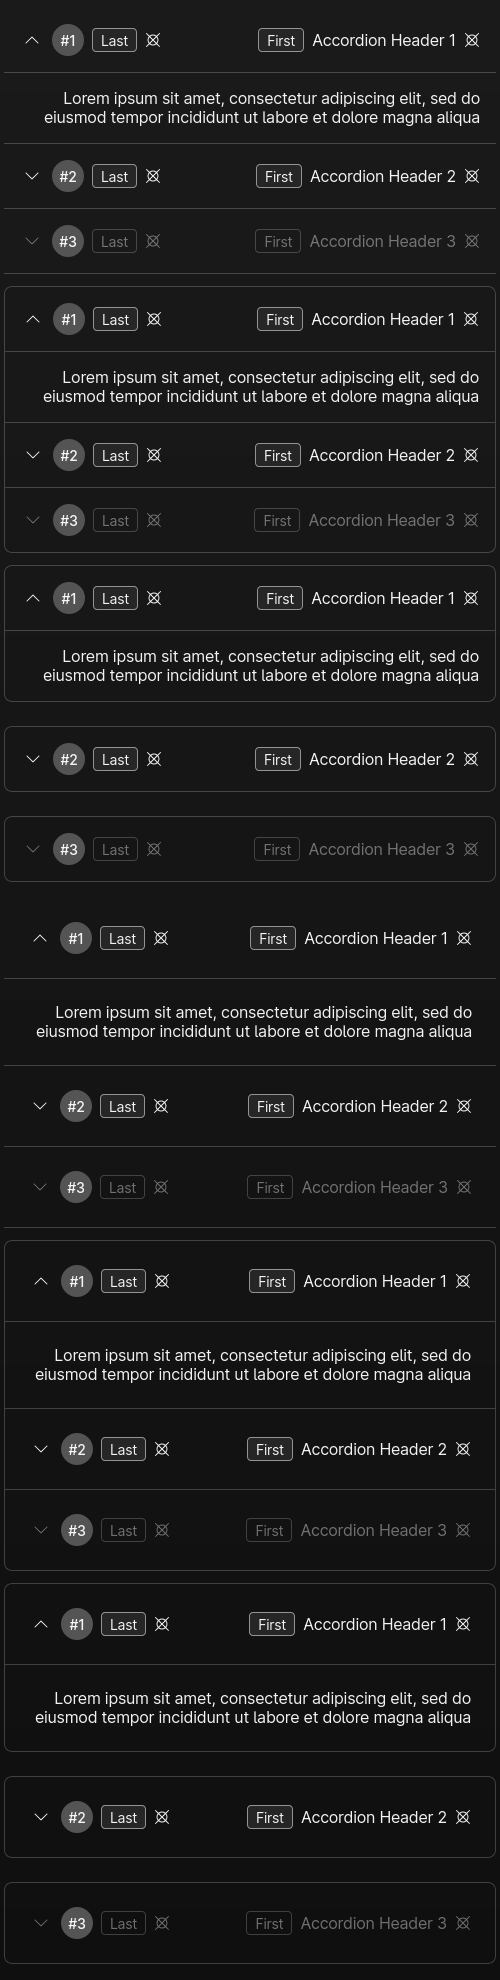 #1 Last First Accordion Header 1
Lorem ipsum sit amet, consectetur adipiscing elit, sed do
eiusmod tempor incididunt ut labore et dolore magna aliqua
#2 Last First Accordion Header 2
#3 Last First Accordion Header 3
#1 Last First Accordion Header 1
Lorem ipsum sit amet, consectetur adipiscing elit, sed do
eiusmod tempor incididunt ut labore et dolore magna aliqua
#2 Last First Accordion Header 2
#3 Last First Accordion Header 3
#1 Last First Accordion Header 1
Lorem ipsum sit amet, consectetur adipiscing elit, sed do
eiusmod tempor incididunt ut labore et dolore magna aliqua
#2 Last First Accordion Header 2
#3 Last First Accordion Header 3
#1 Last First Accordion Header 1
Lorem ipsum sit amet, consectetur adipiscing elit, sed do
eiusmod tempor incididunt ut labore et dolore magna aliqua
#2 Last First Accordion Header 2
#3 Last First Accordion Header 3
#1 Last First Accordion Header 1
Lorem ipsum sit amet, consectetur adipiscing elit, sed do
eiusmod tempor incididunt ut labore et dolore magna aliqua
#2 Last First Accordion Header 2
#3 Last First Accordion Header 3
#1 Last First Accordion Header 1
Lorem ipsum sit amet, consectetur adipiscing elit, sed do
eiusmod tempor incididunt ut labore et dolore magna aliqua
#2 Last First Accordion Header 2
#3 Last First Accordion Header 3